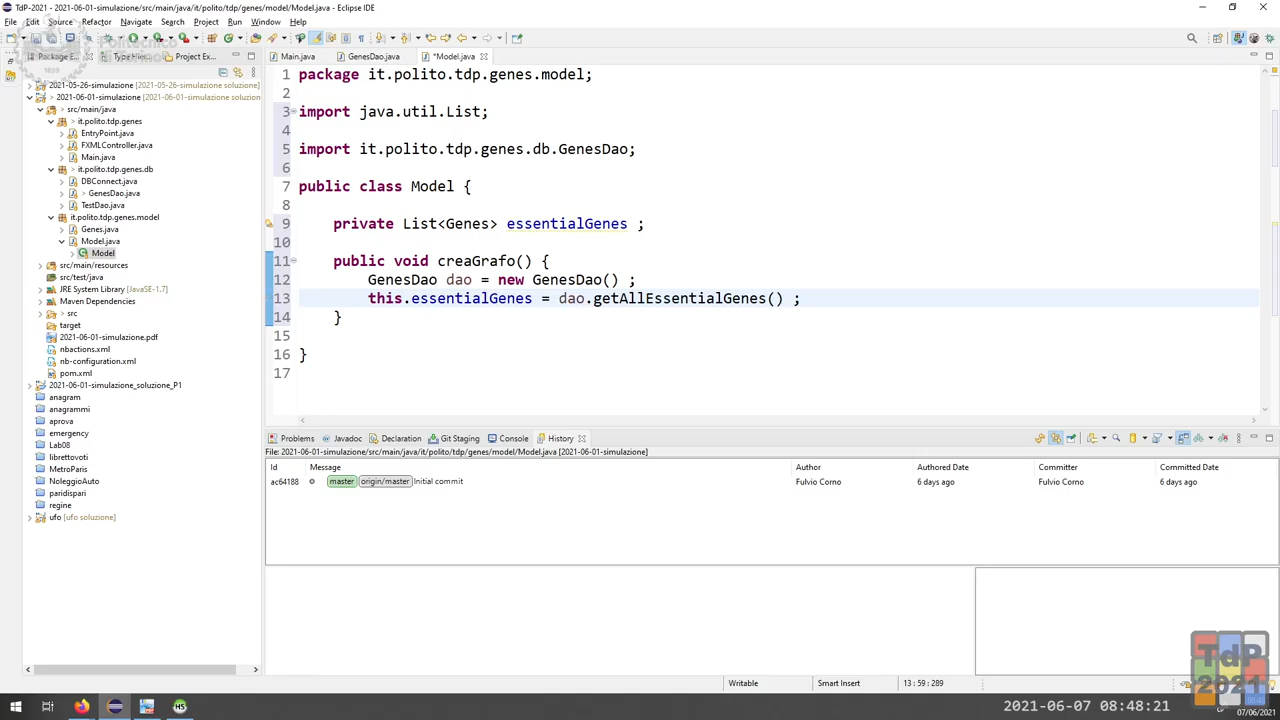 TdP-2021 - 2021-06-01-simulazione/src/main/java/it/polito/tdp/genes/model/Model.java - Eclipse IDE
File Edit Source Refactor Navigate Search Project Run Window Help
Politecnico
1859
Package E...
Type Hier...
Project Ex...
Main.java
GenesDao.java
*Model.java
2021-05-26-simulazione [2021-05-26-simulazione soluzione]
> 2021-06-01-simulazione [2021-06-01-simulazione soluzion
> src/main/java
> it.polito.tdp.genes
EntryPoint.java
FXMLController.java
Main.java
> it.polito.tdp.genes.db
DBConnect.java
> GenesDao.java
TestDao.java
it.polito.tdp.genes.model
Genes.java
Model.java
Model
src/main/resources
src/test/java
JRE System Library [JavaSE-1.7]
Maven Dependencies
> src
target
2021-06-01-simulazione.pdf
nbactions.xml
nb-configuration.xml
pom.xml
2021-06-01-simulazione_soluzione_P1
anagram
anagrammi
aprova
emergency
Lab08
librettovoti
MetroParis
NoleggioAuto
paridispari
regine
ufo [ufo soluzione]
1 package it.polito.tdp.genes.model;
2
3 import java.util.List;
4
5 import it.polito.tdp.genes.db.GenesDao;
6
7 public class Model {
8
9 private List<Genes> essentialGenes ;
10
11 public void creaGrafo() {
12 GenesDao dao = new GenesDao() ;
13 this.essentialGenes = dao.getAllEssentialGenes() ;
14 }
15
16 }
17
Problems Javadoc Declaration Git Staging Console History
File: 2021-06-01-simulazione/src/main/java/it/polito/tdp/genes/model/Model.java [2021-06-01-simulazione]
Id Message Author Authored Date Committer Committed Date
ac64188 master origin/master Initial commit Fulvio Corno 6 days ago Fulvio Corno 6 days ago
Writable Smart Insert 13 : 59 : 289
TdP
2021
2021-06-07 08:48:21
07/06/2021